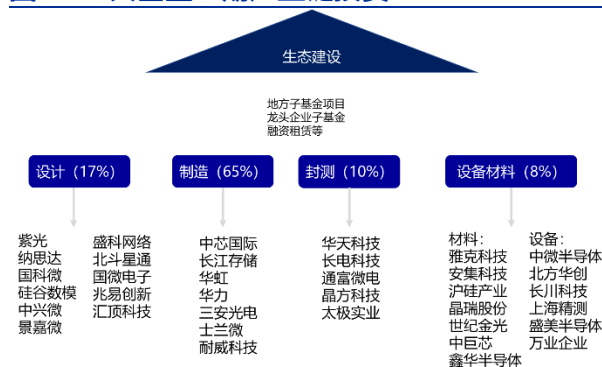 生态建设
地方子基金项目
龙头企业子基金
融资租赁等
设计（17%）
制造（65%）
封测（10%）
设备材料（8%）
紫光
纳思达
国科微
硅谷数模
中兴微
景嘉微
盛科网络
北斗星通
国微电子
兆易创新
汇顶科技
中芯国际
长江存储
华虹
华力
三安光电
士兰微
耐威科技
华天科技
长电科技
通富微电
晶方科技
太极实业
材料：
雅克科技
安集科技
沪硅产业
晶瑞股份
世纪金光
中巨芯
鑫华半导体
设备：
中微半导体
北方华创
长川科技
上海精测
盛美半导体
万业企业